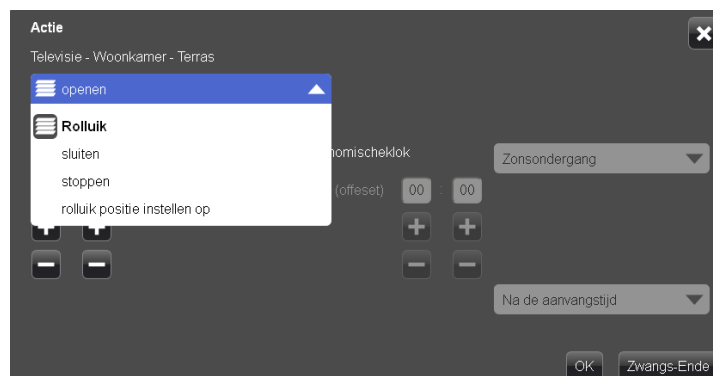 Actie
Televisie - Woonkamer - Terras
openen
Rolluik
sluiten
stoppen
rolluik positie instellen op
nomischeklok
Zonsondergang
(offeset) 00 : 00
Na de aanvangstijd
OK Zwangs-Ende